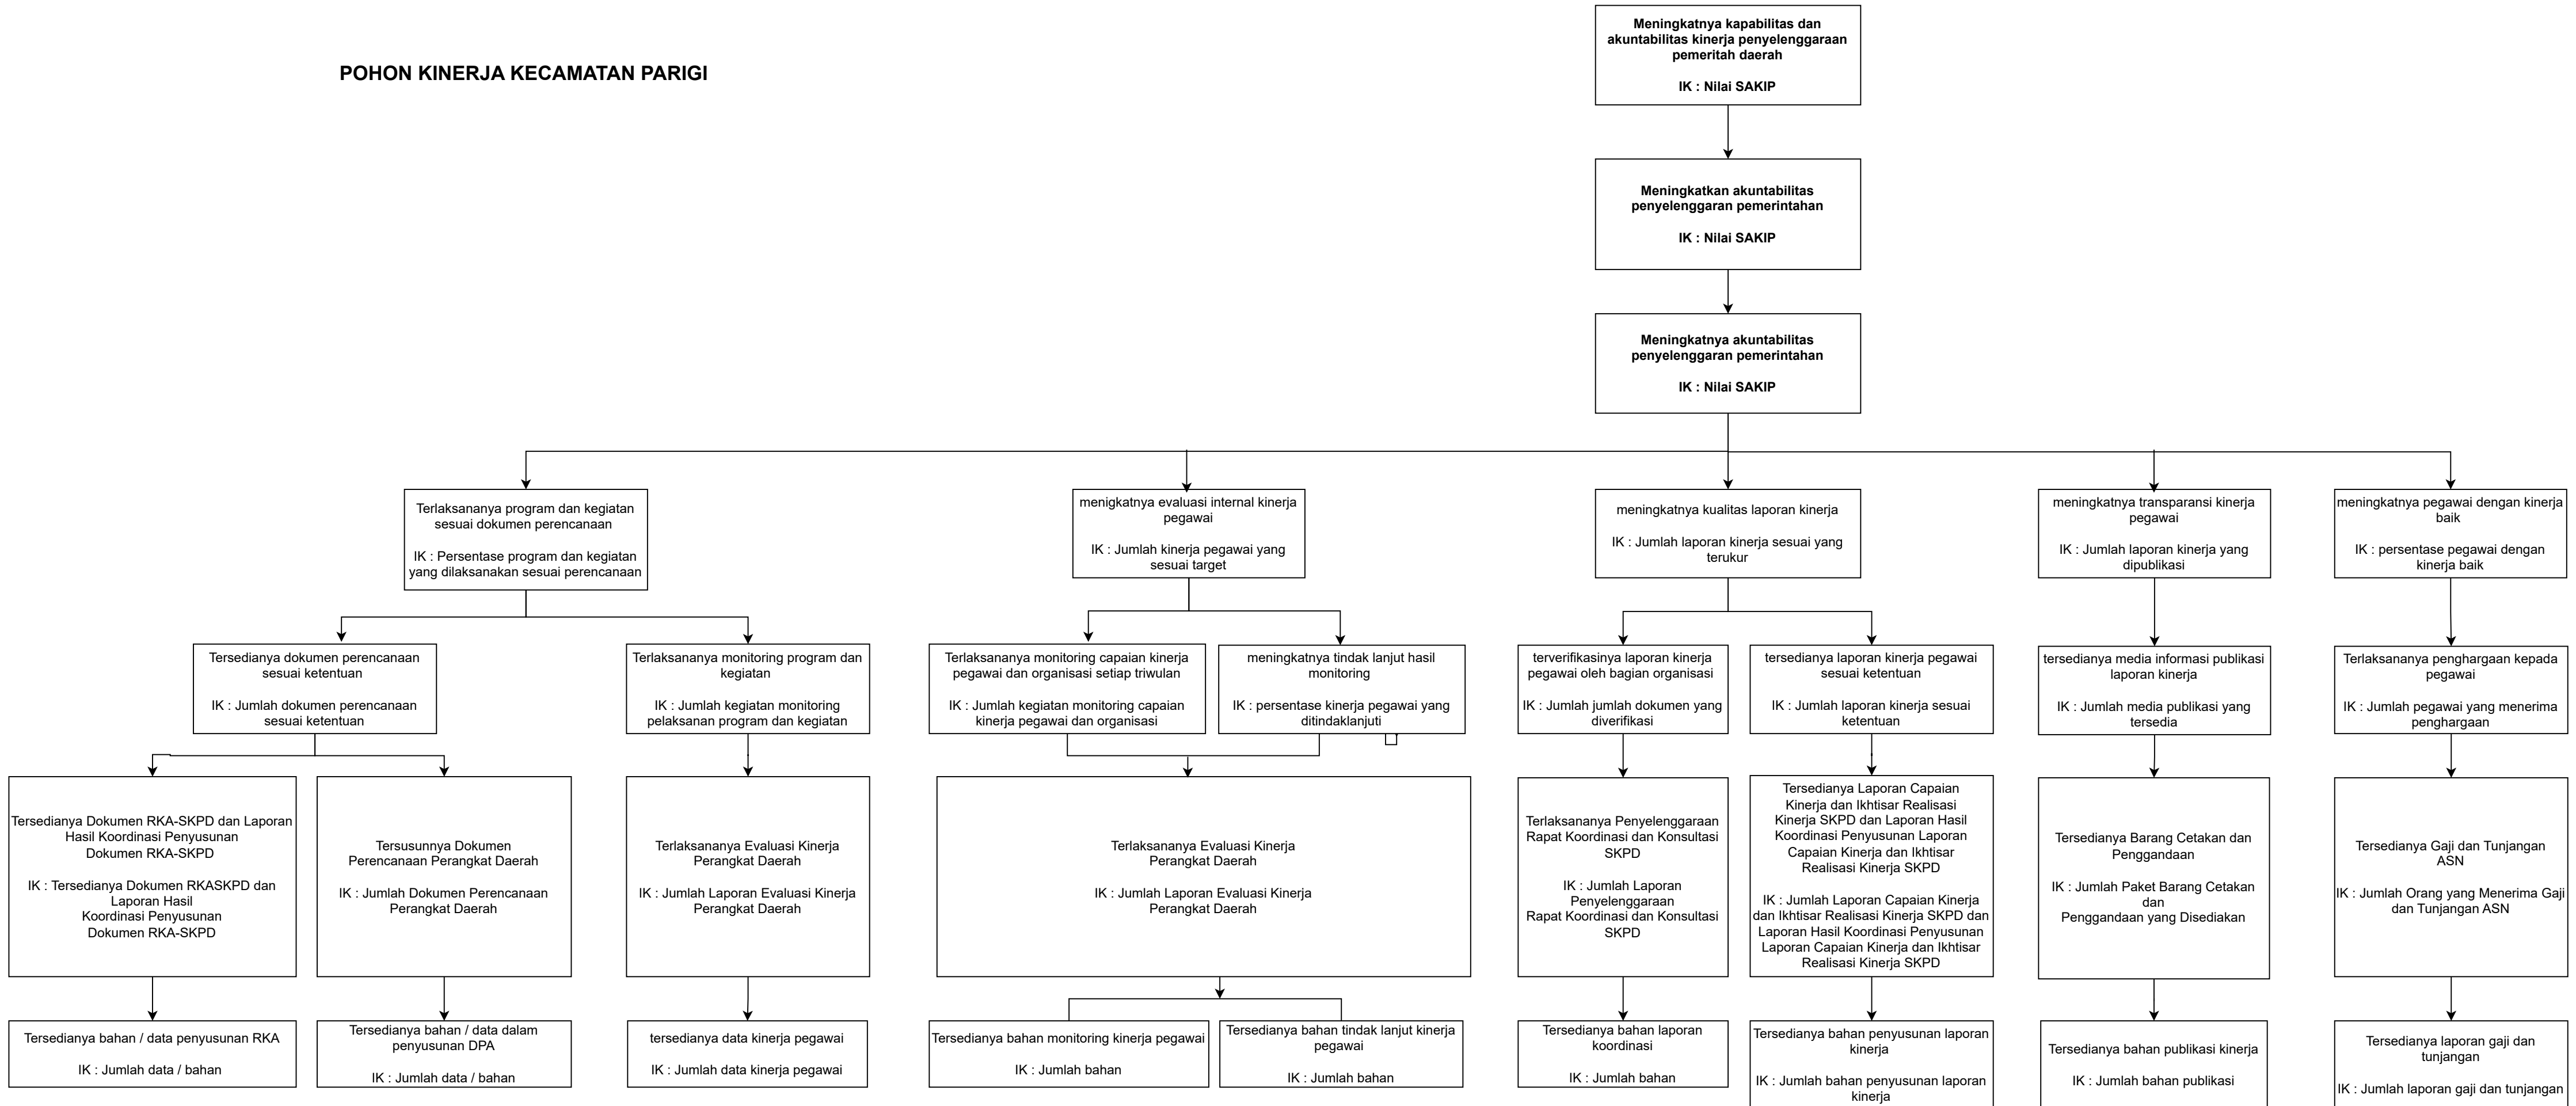 POHON KINERJA KECAMATAN PARIGI
Meningkatnya kapabilitas dan
akuntabilitas kinerja penyelenggaraan
pemeritah daerah
IK : Nilai SAKIP
Meningkatkan akuntabilitas
penyelenggaran pemerintahan
IK : Nilai SAKIP
Meningkatnya akuntabilitas
penyelenggaran pemerintahan
IK : Nilai SAKIP
Terlaksananya program dan kegiatan
sesuai dokumen perencanaan
IK : Persentase program dan kegiatan
yang dilaksanakan sesuai perencanaan
menigkatnya evaluasi internal kinerja
pegawai
IK : Jumlah kinerja pegawai yang
sesuai target
meningkatnya kualitas laporan kinerja
IK : Jumlah laporan kinerja sesuai yang
terukur
meningkatnya transparansi kinerja
pegawai
IK : Jumlah laporan kinerja yang
dipublikasi
meningkatnya pegawai dengan kinerja
baik
IK : persentase pegawai dengan
kinerja baik
Tersedianya dokumen perencanaan
sesuai ketentuan
IK : Jumlah dokumen perencanaan
sesuai ketentuan
Terlaksananya monitoring program dan
kegiatan
IK : Jumlah kegiatan monitoring
pelaksanan program dan kegiatan
Terlaksananya monitoring capaian kinerja
pegawai dan organisasi setiap triwulan
IK : Jumlah kegiatan monitoring capaian
kinerja pegawai dan organisasi
meningkatnya tindak lanjut hasil
monitoring
IK : persentase kinerja pegawai yang
ditindaklanjuti
terverifikasinya laporan kinerja
pegawai oleh bagian organisasi
IK : Jumlah jumlah dokumen yang
diverifikasi
tersedianya laporan kinerja pegawai
sesuai ketentuan
IK : Jumlah laporan kinerja sesuai
ketentuan
tersedianya media informasi publikasi
laporan kinerja
IK : Jumlah media publikasi yang
tersedia
Terlaksananya penghargaan kepada
pegawai
IK : Jumlah pegawai yang menerima
penghargaan
Tersedianya Dokumen RKA-SKPD dan Laporan
Hasil Koordinasi Penyusunan
Dokumen RKA-SKPD
IK : Tersedianya Dokumen RKASKPD dan
Laporan Hasil
Koordinasi Penyusunan
Dokumen RKA-SKPD
Tersusunnya Dokumen
Perencanaan Perangkat Daerah
IK : Jumlah Dokumen Perencanaan
Perangkat Daerah
Terlaksananya Evaluasi Kinerja
Perangkat Daerah
IK : Jumlah Laporan Evaluasi Kinerja
Perangkat Daerah
Terlaksananya Evaluasi Kinerja
Perangkat Daerah
IK : Jumlah Laporan Evaluasi Kinerja
Perangkat Daerah
Terlaksananya Penyelenggaraan
Rapat Koordinasi dan Konsultasi
SKPD
IK : Jumlah Laporan
Penyelenggaraan
Rapat Koordinasi dan Konsultasi
SKPD
Tersedianya Laporan Capaian
Kinerja dan Ikhtisar Realisasi
Kinerja SKPD dan Laporan Hasil
Koordinasi Penyusunan Laporan
Capaian Kinerja dan Ikhtisar
Realisasi Kinerja SKPD
IK : Jumlah Laporan Capaian Kinerja
dan Ikhtisar Realisasi Kinerja SKPD dan
Laporan Hasil Koordinasi Penyusunan
Laporan Capaian Kinerja dan Ikhtisar
Realisasi Kinerja SKPD
Tersedianya Barang Cetakan dan
Penggandaan
IK : Jumlah Paket Barang Cetakan
dan
Penggandaan yang Disediakan
Tersedianya Gaji dan Tunjangan
ASN
IK : Jumlah Orang yang Menerima Gaji
dan Tunjangan ASN
Tersedianya bahan / data penyusunan RKA
IK : Jumlah data / bahan
Tersedianya bahan / data dalam
penyusunan DPA
IK : Jumlah data / bahan
tersedianya data kinerja pegawai
IK : Jumlah data kinerja pegawai
Tersedianya bahan monitoring kinerja pegawai
IK : Jumlah bahan
Tersedianya bahan tindak lanjut kinerja
pegawai
IK : Jumlah bahan
Tersedianya bahan laporan
koordinasi
IK : Jumlah bahan
Tersedianya bahan penyusunan laporan
kinerja
IK : Jumlah bahan penyusunan laporan
kinerja
Tersedianya bahan publikasi kinerja
IK : Jumlah bahan publikasi
Tersedianya laporan gaji dan
tunjangan
IK : Jumlah laporan gaji dan tunjangan